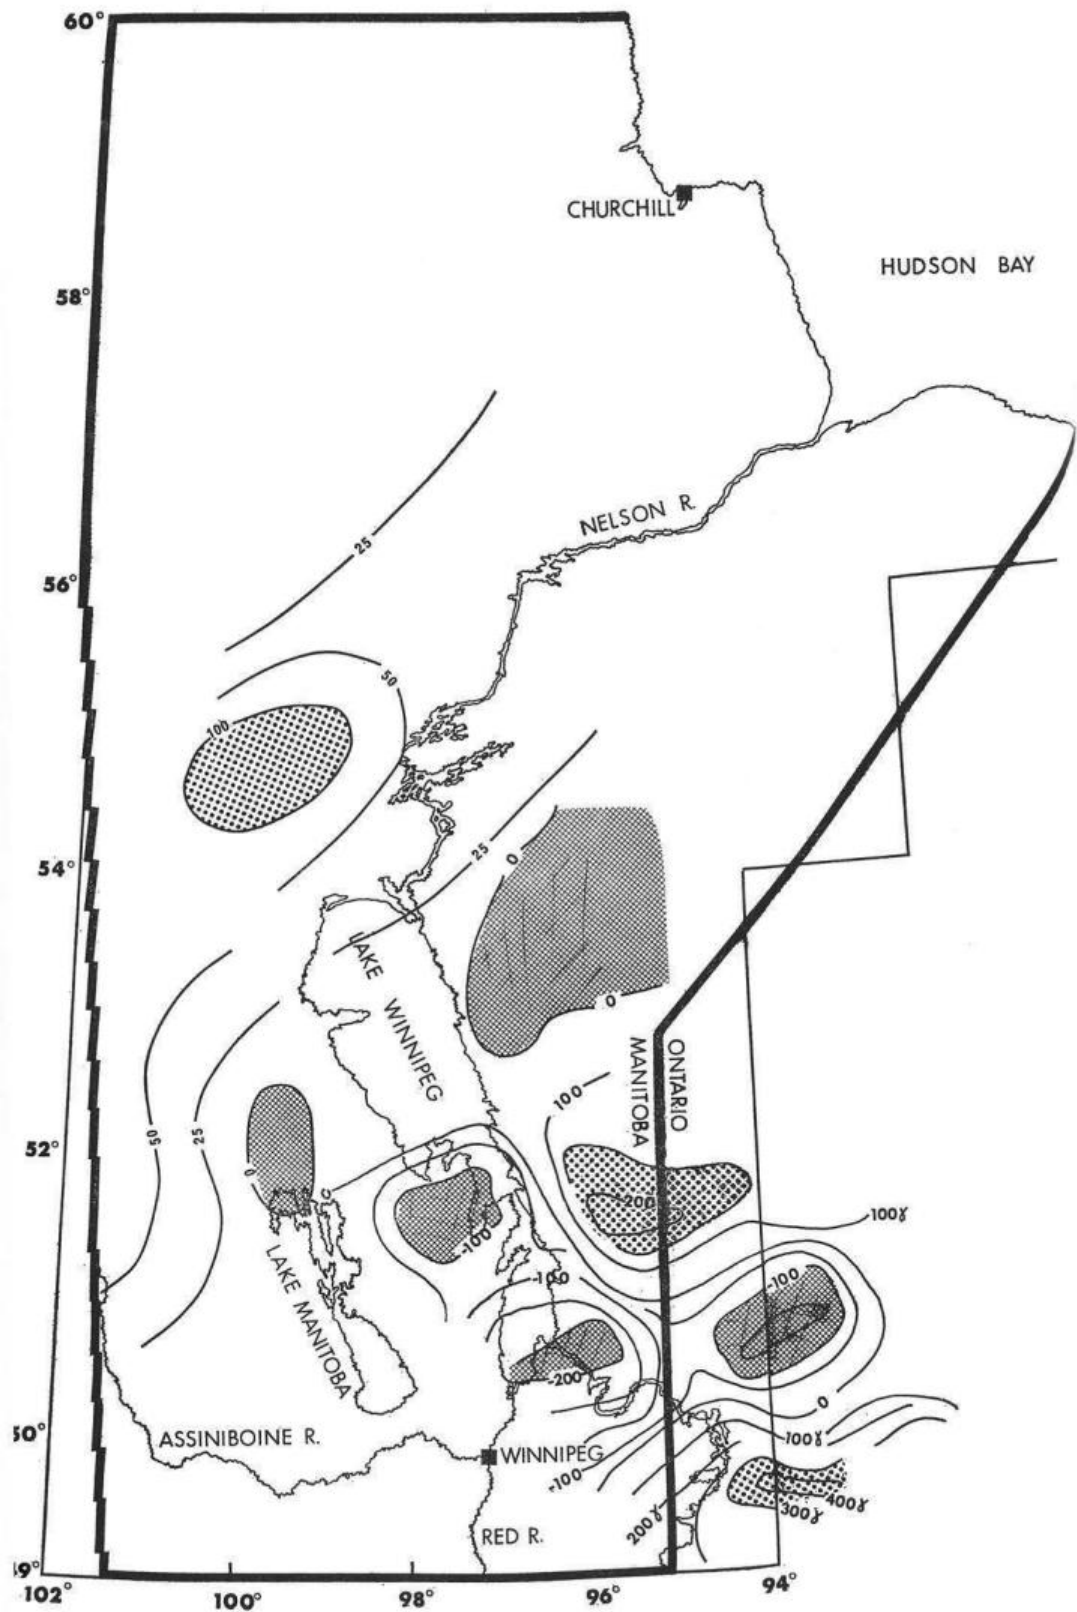 60°
CHURCHILL
HUDSON BAY
58°
25
NELSON R.
56°
50
100
25
0
54°
LAKE WINNIPEG
0
ONTARIO
MANITOBA
100
52°
50
25
0
200
100γ
-100
LAKE MANITOBA
-100
-100
-200
0
50°
ASSINIBOINE R.
WINNIPEG
100γ
-100
400γ
300γ
200γ
RED R.
49°
102°
100°
98°
96°
94°